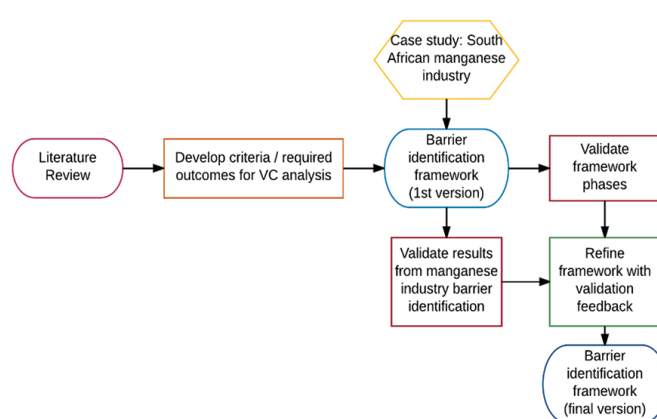 Case study: South
African manganese
industry
Literature
Review
Develop criteria / required
outcomes for VC analysis
Barrier
identification
framework
(1st version)
Validate
framework
phases
Validate results
from manganese
industry barrier
identification
Refine
framework with
validation
feedback
Barrier
identification
framework
(final version)